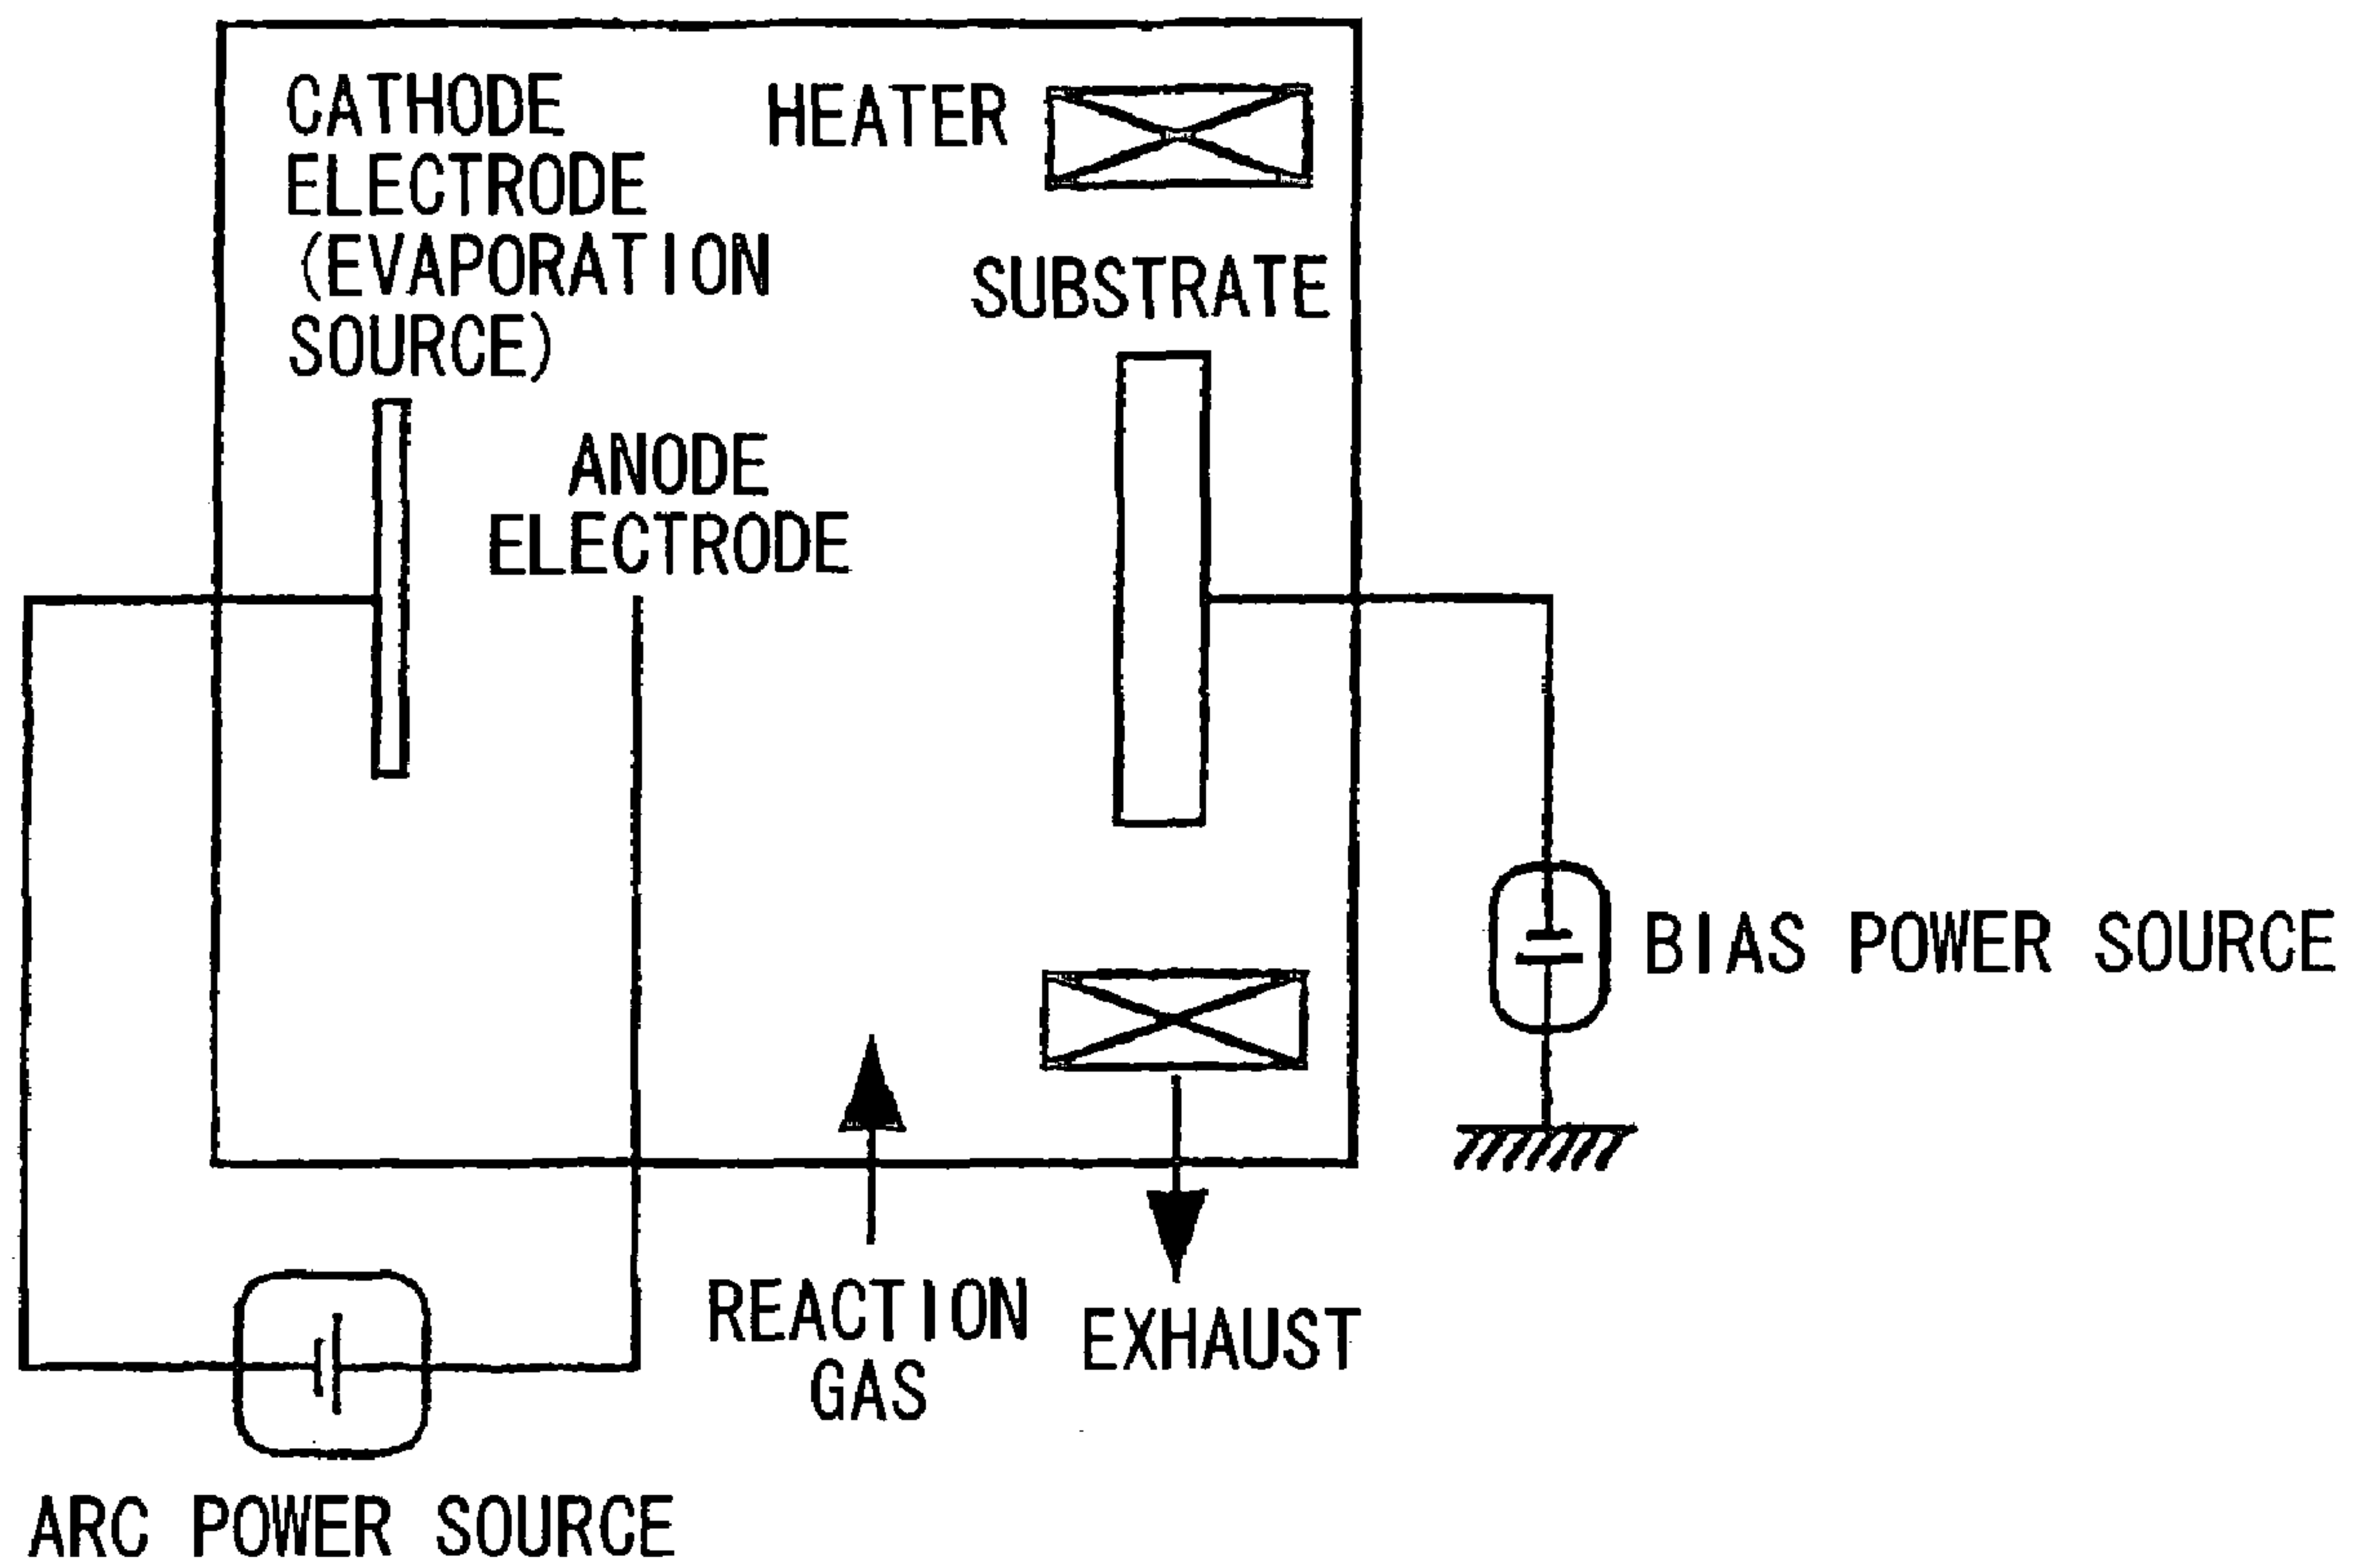 CATHODE
ELECTRODE
(EVAPORATION
SOURCE)
HEATER
SUBSTRATE
ANODE
ELECTRODE
BIAS POWER SOURCE
REACTION
GAS
EXHAUST
ARC POWER SOURCE